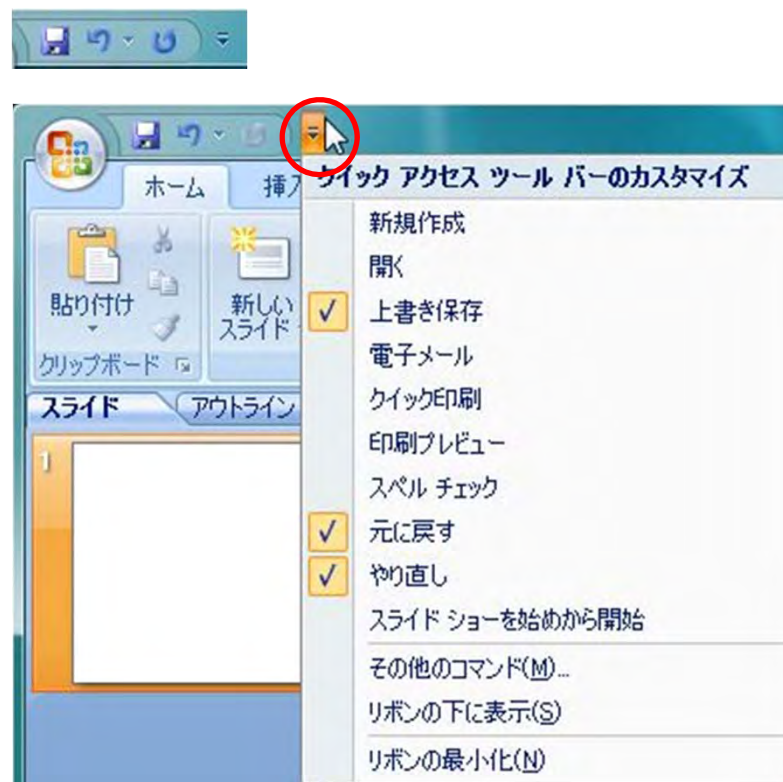 クイック アクセス ツール バーのカスタマイズ
ホーム
挿入
新規作成
開く
上書き保存
電子メール
クイック印刷
印刷プレビュー
スペル チェック
元に戻す
やり直し
スライド ショーを始めから開始
その他のコマンド(M)...
リボンの下に表示(S)
リボンの最小化(N)
貼り付け
新しい
スライド
クリップボード
スライド
アウトライン
1